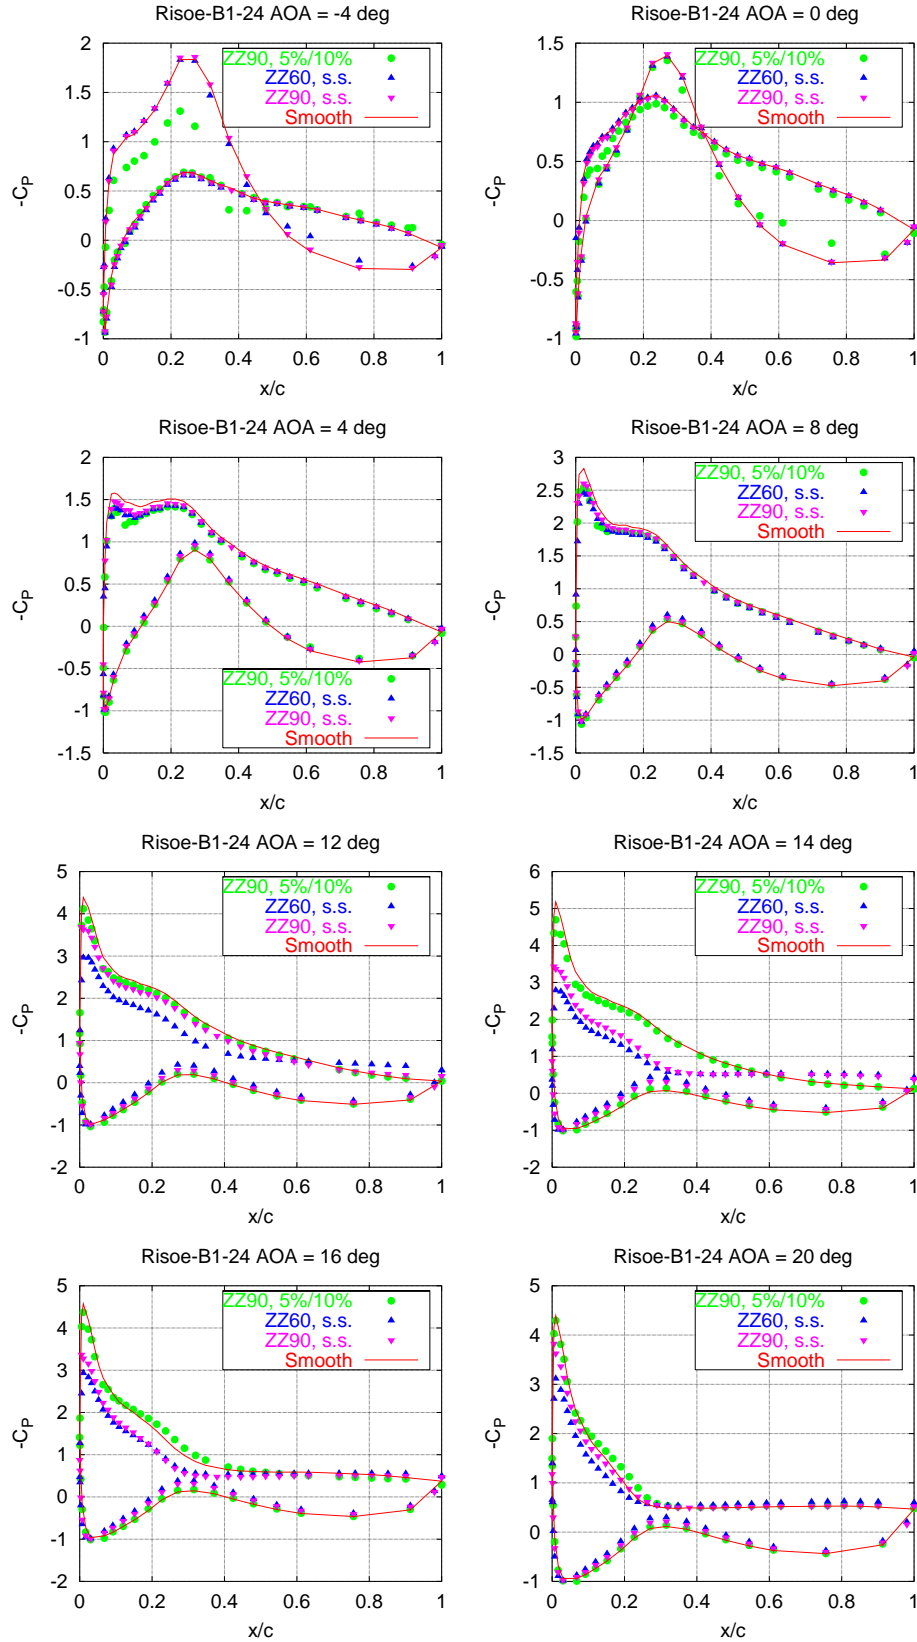 Risoe-B1-24 AOA = -4 deg
2
1.5
1
0.5
0
-0.5
-1
-CP
0 0.2 0.4 0.6 0.8 1
x/c
ZZ90, 5%/10%
ZZ60, s.s.
ZZ90, s.s.
Smooth
Risoe-B1-24 AOA = 0 deg
1.5
1
0.5
0
-0.5
-1
-CP
0 0.2 0.4 0.6 0.8 1
x/c
ZZ90, 5%/10%
ZZ60, s.s.
ZZ90, s.s.
Smooth
Risoe-B1-24 AOA = 4 deg
2
1.5
1
0.5
0
-0.5
-1
-1.5
-CP
0 0.2 0.4 0.6 0.8 1
x/c
ZZ90, 5%/10%
ZZ60, s.s.
ZZ90, s.s.
Smooth
Risoe-B1-24 AOA = 8 deg
3
2.5
2
1.5
1
0.5
0
-0.5
-1
-1.5
-CP
0 0.2 0.4 0.6 0.8 1
x/c
ZZ90, 5%/10%
ZZ60, s.s.
ZZ90, s.s.
Smooth
Risoe-B1-24 AOA = 12 deg
5
4
3
2
1
0
-1
-2
-CP
0 0.2 0.4 0.6 0.8 1
x/c
ZZ90, 5%/10%
ZZ60, s.s.
ZZ90, s.s.
Smooth
Risoe-B1-24 AOA = 14 deg
6
5
4
3
2
1
0
-1
-2
-CP
0 0.2 0.4 0.6 0.8 1
x/c
ZZ90, 5%/10%
ZZ60, s.s.
ZZ90, s.s.
Smooth
Risoe-B1-24 AOA = 16 deg
5
4
3
2
1
0
-1
-2
-CP
0 0.2 0.4 0.6 0.8 1
x/c
ZZ90, 5%/10%
ZZ60, s.s.
ZZ90, s.s.
Smooth
Risoe-B1-24 AOA = 20 deg
5
4
3
2
1
0
-1
-CP
0 0.2 0.4 0.6 0.8 1
x/c
ZZ90, 5%/10%
ZZ60, s.s.
ZZ90, s.s.
Smooth